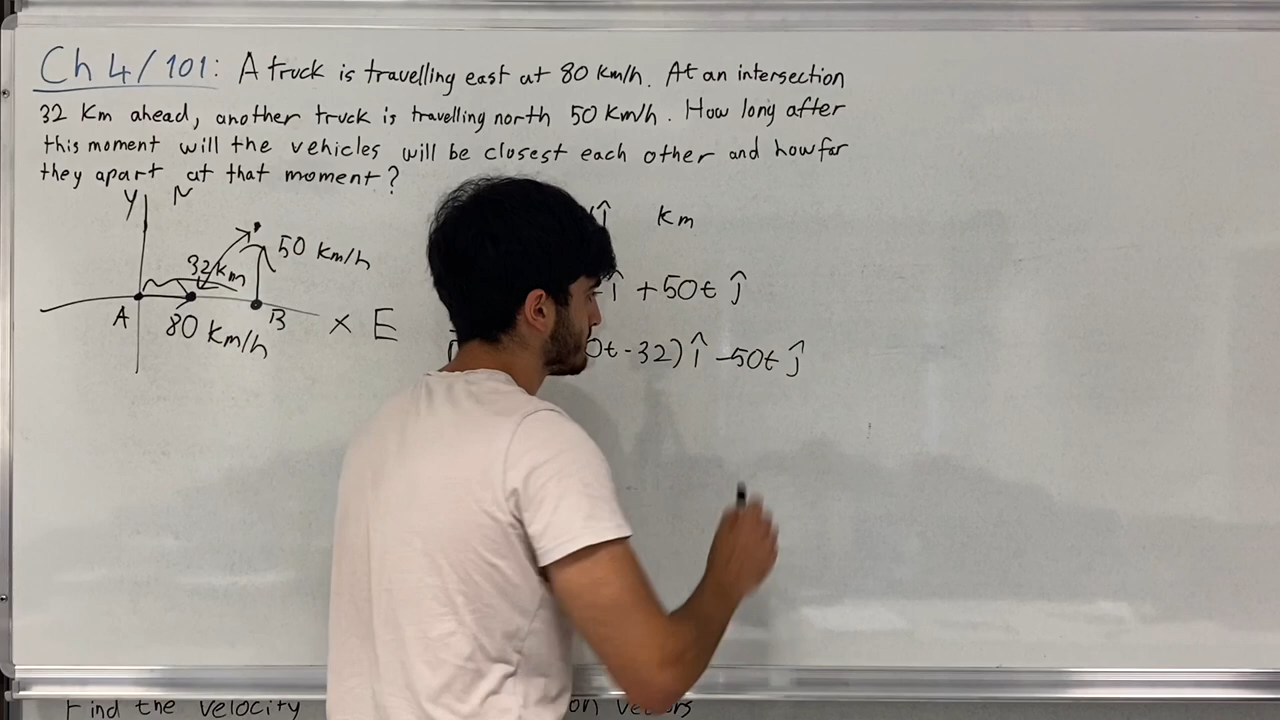 Ch 4/101: A truck is travelling east at 80 km/h. At an intersection
32 km ahead, another truck is travelling north 50 km/h. How long after
this moment will the vehicles will be closest each other and how far
they apart at that moment?
y N
50 km/h
32 km
A B x E
80 km/h
î km
î + 50t ĵ
0t - 32) î - 50t ĵ
Find the velocity on vectors